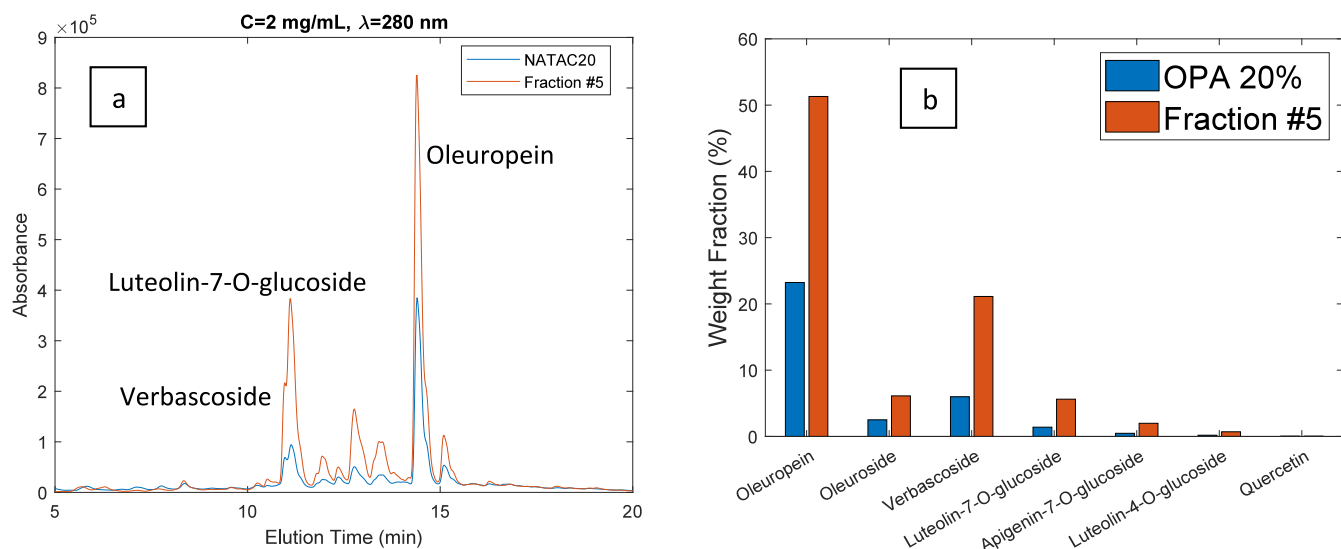 C=2 mg/mL, λ=280 nm
×10⁵
a
NATAC20
Fraction #5
Oleuropein
Luteolin-7-O-glucoside
Verbascoside
Absorbance
9
8
7
6
5
4
3
2
1
0
5 10 15 20
Elution Time (min)
b
OPA 20%
Fraction #5
Weight Fraction (%)
60
50
40
30
20
10
0
Oleuropein
Oleuroside
Verbascoside
Luteolin-7-O-glucoside
Apigenin-7-O-glucoside
Luteolin-4-O-glucoside
Quercetin